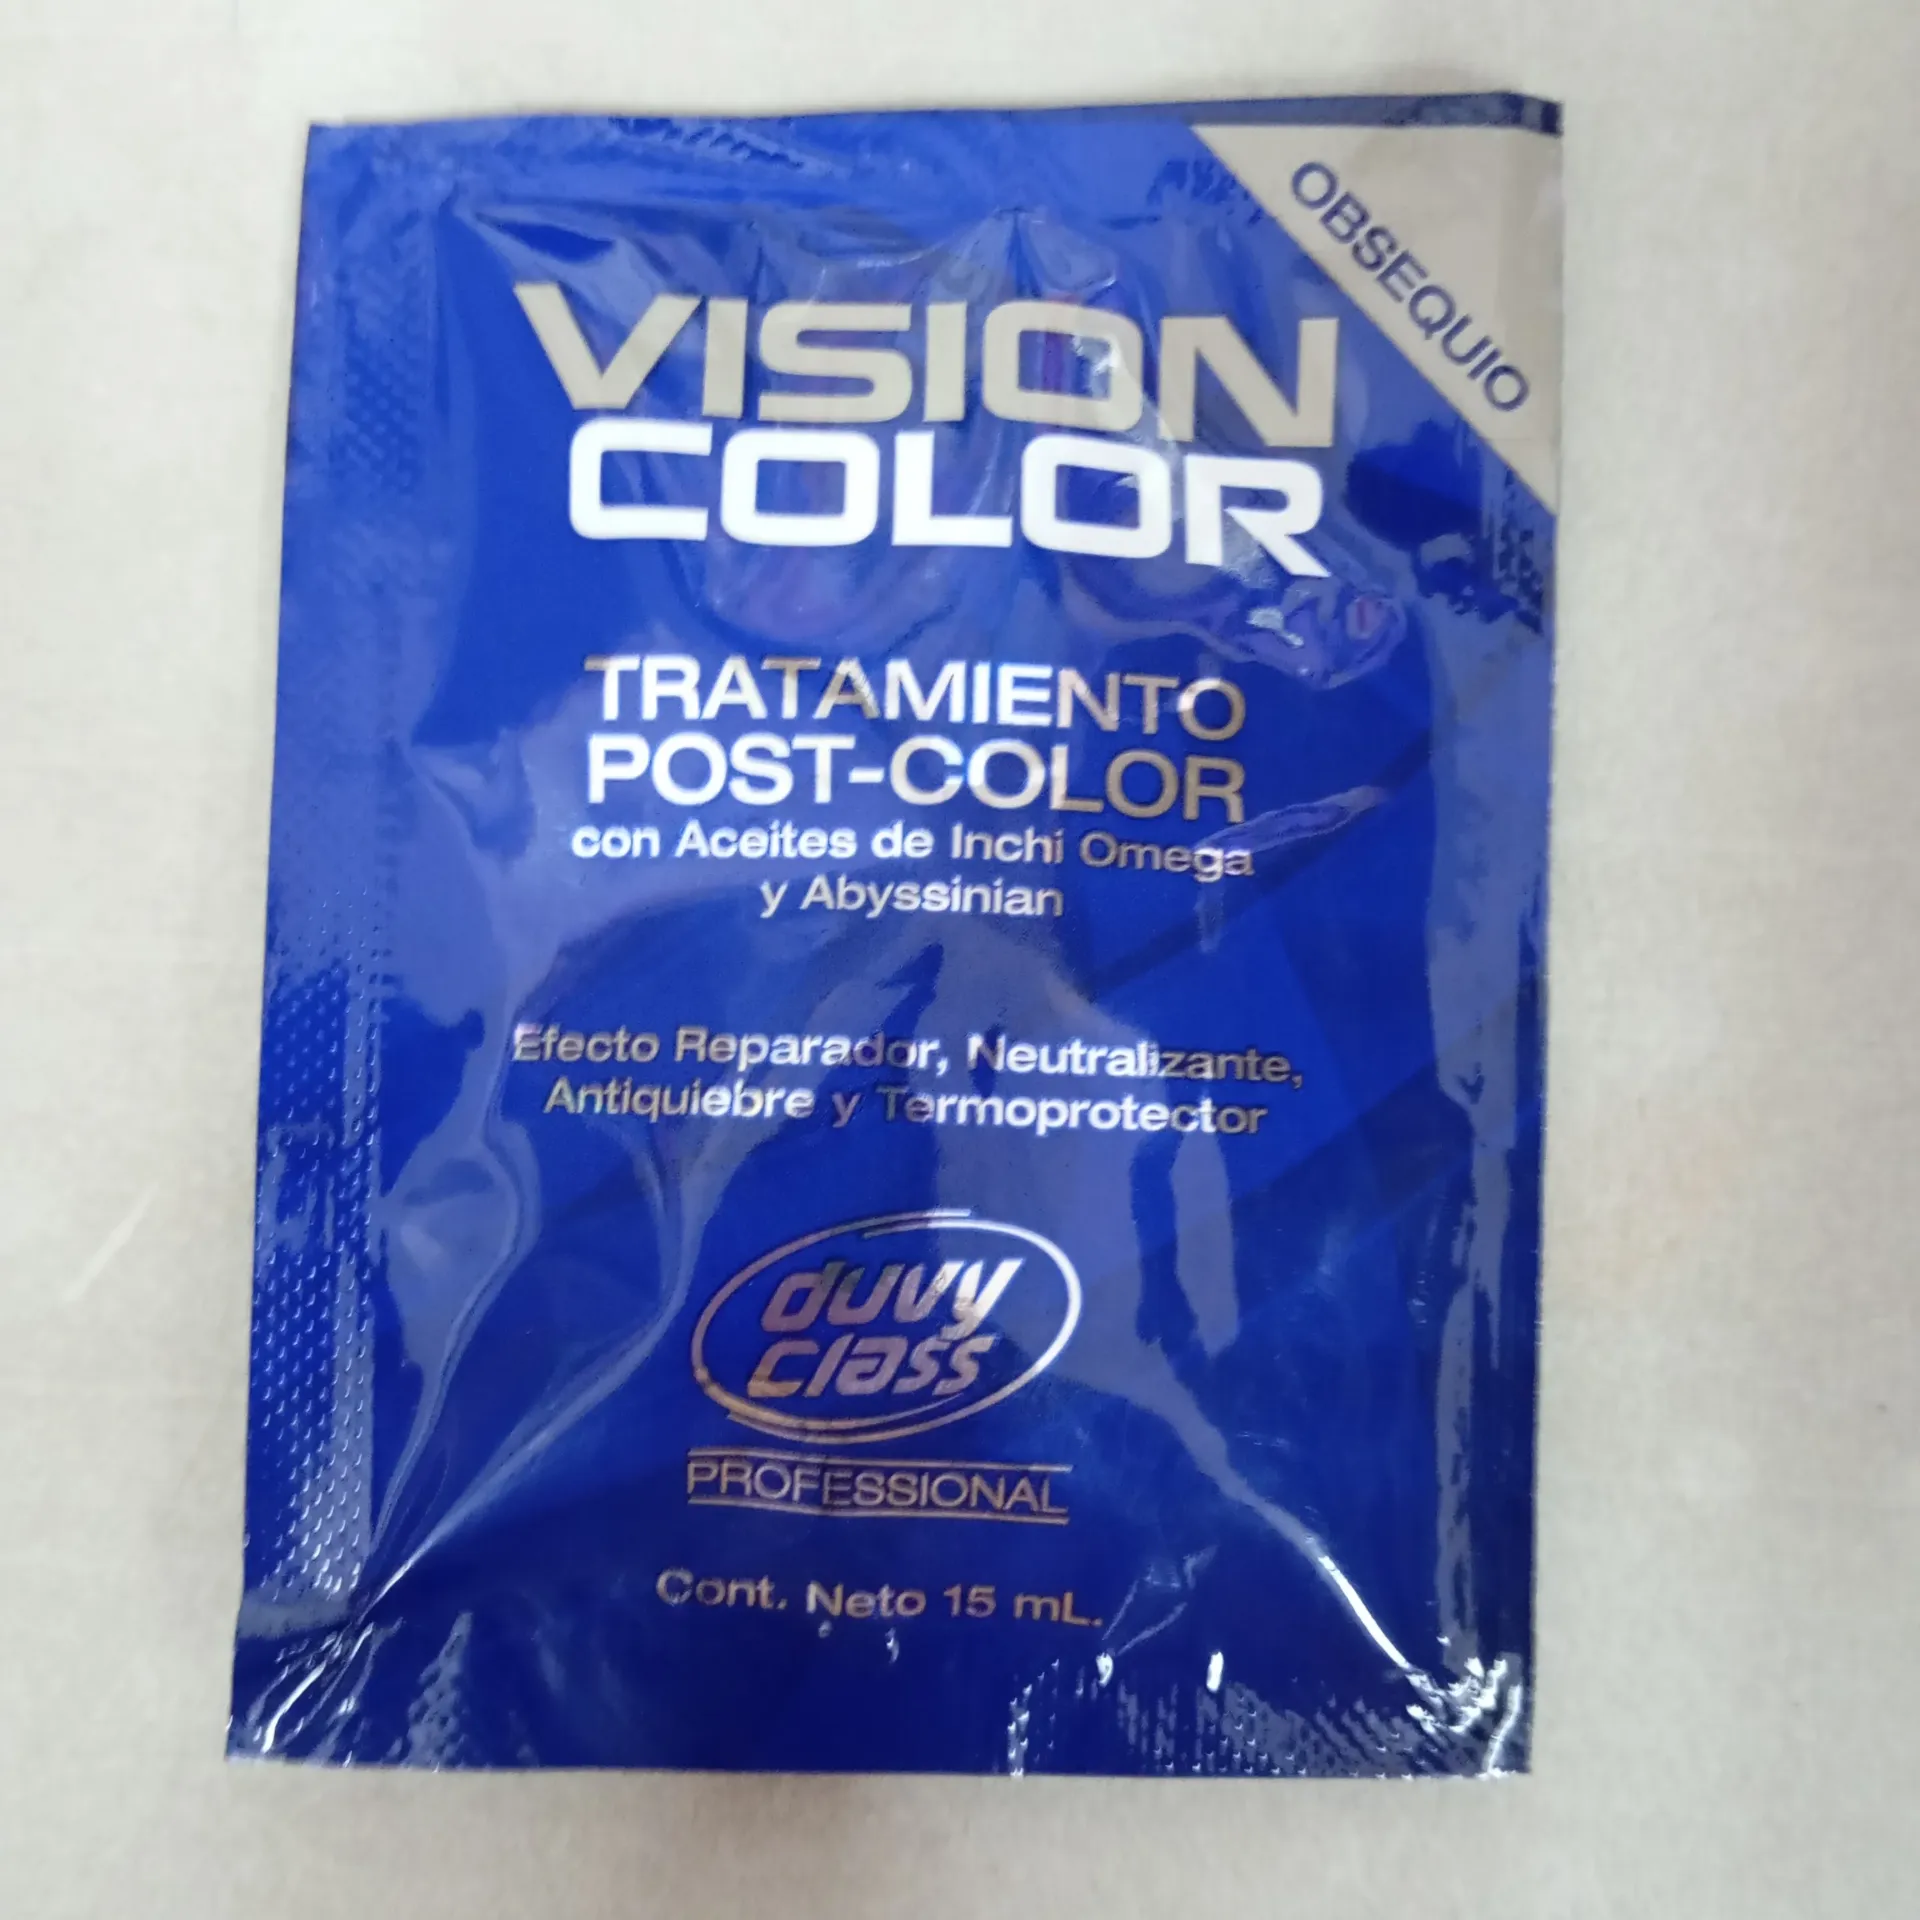 OBSEQUIO
VISION
COLOR
TRATAMIENTO
POST-COLOR
con Aceites de Inchi Omega
y Abyssinian
Efecto Reparador, Neutralizante,
Antiquiebre y Termoprotector
duvy
class
PROFESSIONAL
Cont. Neto 15 mL.